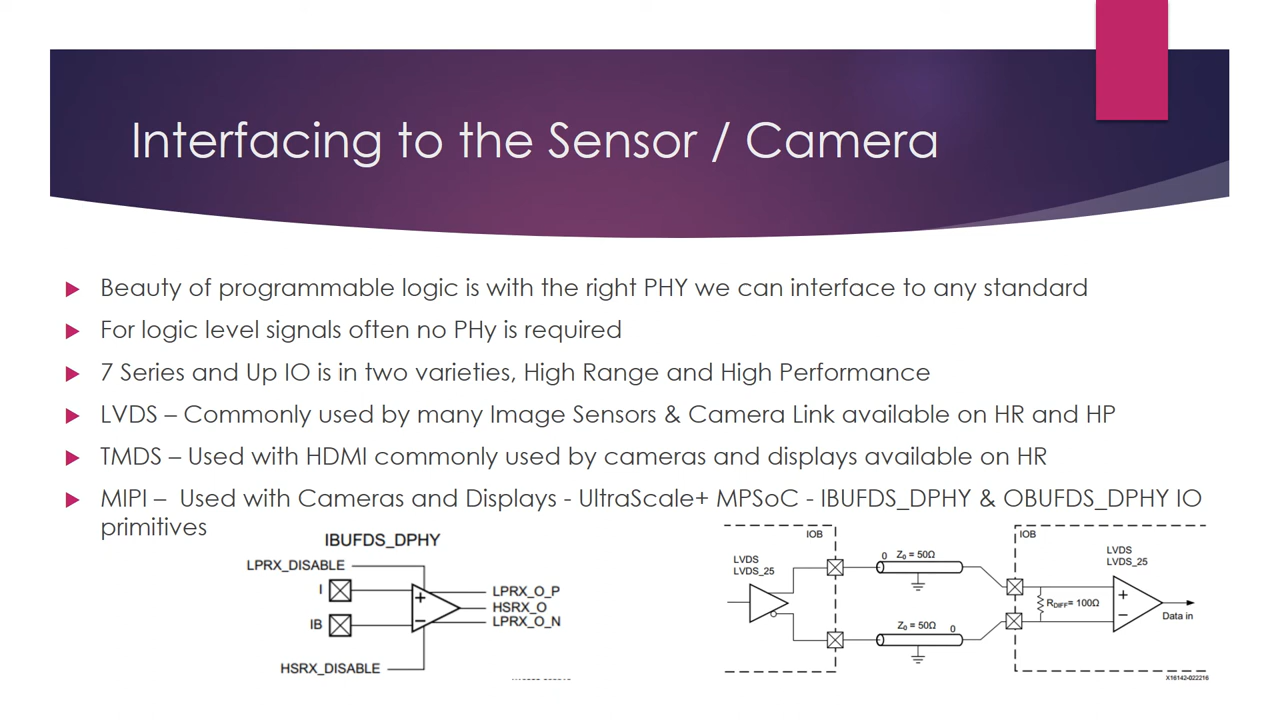 Interfacing to the Sensor / Camera
Beauty of programmable logic is with the right PHY we can interface to any standard
For logic level signals often no PHy is required
7 Series and Up IO is in two varieties, High Range and High Performance
LVDS – Commonly used by many Image Sensors & Camera Link available on HR and HP
TMDS – Used with HDMI commonly used by cameras and displays available on HR
MIPI – Used with Cameras and Displays - UltraScale+ MPSoC - IBUFDS_DPHY & OBUFDS_DPHY IO
primitives
IBUFDS_DPHY
LPRX_DISABLE
I
IB
+
–
LPRX_O_P
HSRX_O
LPRX_O_N
HSRX_DISABLE
IOB
LVDS
LVDS_25
0 Z₀ = 50Ω
Z₀ = 50Ω 0
IOB
LVDS
LVDS_25
RDIFF= 100Ω
+
–
Data in
X16142-022216